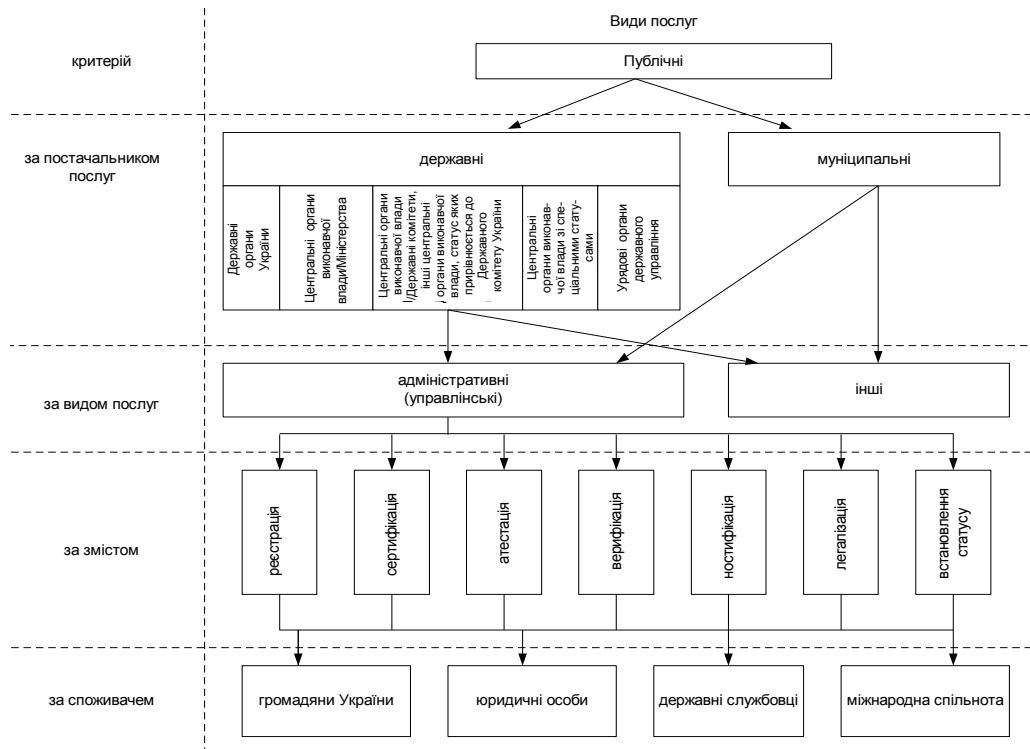 Види послуг
критерій
Публічні
за постачальником
послуг
державні
муніципальні
Державні
органи
України
Центральні органи
виконавчої
влади/Міністерства
Центральні органи
виконавчої влади
/Державні комітети,
інші центральні
органи виконавчої
влади, статус яких
прирівнюється до
Державного
комітету України
Центральні
органи виконав-
чої влади зі спе-
ціальними стату-
сами
Урядові органи
державного
управління
за видом послуг
адміністративні
(управлінські)
інші
за змістом
реєстрація
сертифікація
атестація
верифікація
ностифікація
легалізація
встановлення
статусу
за споживачем
громадяни України
юридичні особи
державні службовці
міжнародна спільнота